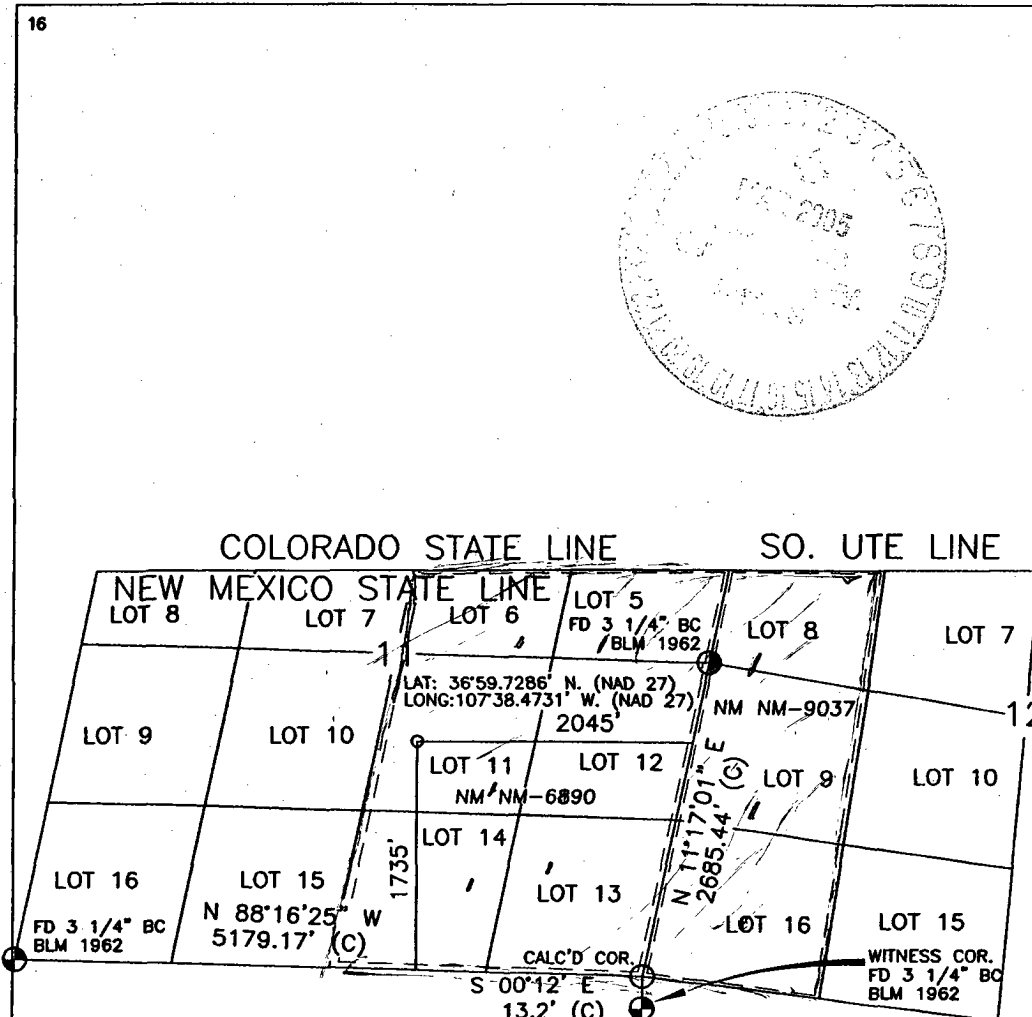 16
2005
COLORADO STATE LINE
SO. UTE LINE
NEW MEXICO STATE LINE
LOT 8
LOT 7
LOT 6
LOT 5
FD 3 1/4" BC
BLM 1962
LOT 8
LOT 7
11
LAT: 36°59.7286' N. (NAD 27)
LONG:107°38.4731' W. (NAD 27)
2045'
NM NM-9037
12
LOT 9
LOT 10
LOT 11
LOT 12
NM NM-6890
LOT 9
LOT 10
N 11°17'01" E
2685.44' (G)
LOT 14
1735'
LOT 13
LOT 16
LOT 15
N 88°16'25" W
5179.17' (C)
FD 3 1/4" BC
BLM 1962
LOT 16
LOT 15
CALC'D COR.
S 00°12' E
13.2' (C)
WITNESS COR.
FD 3 1/4" BC
BLM 1962